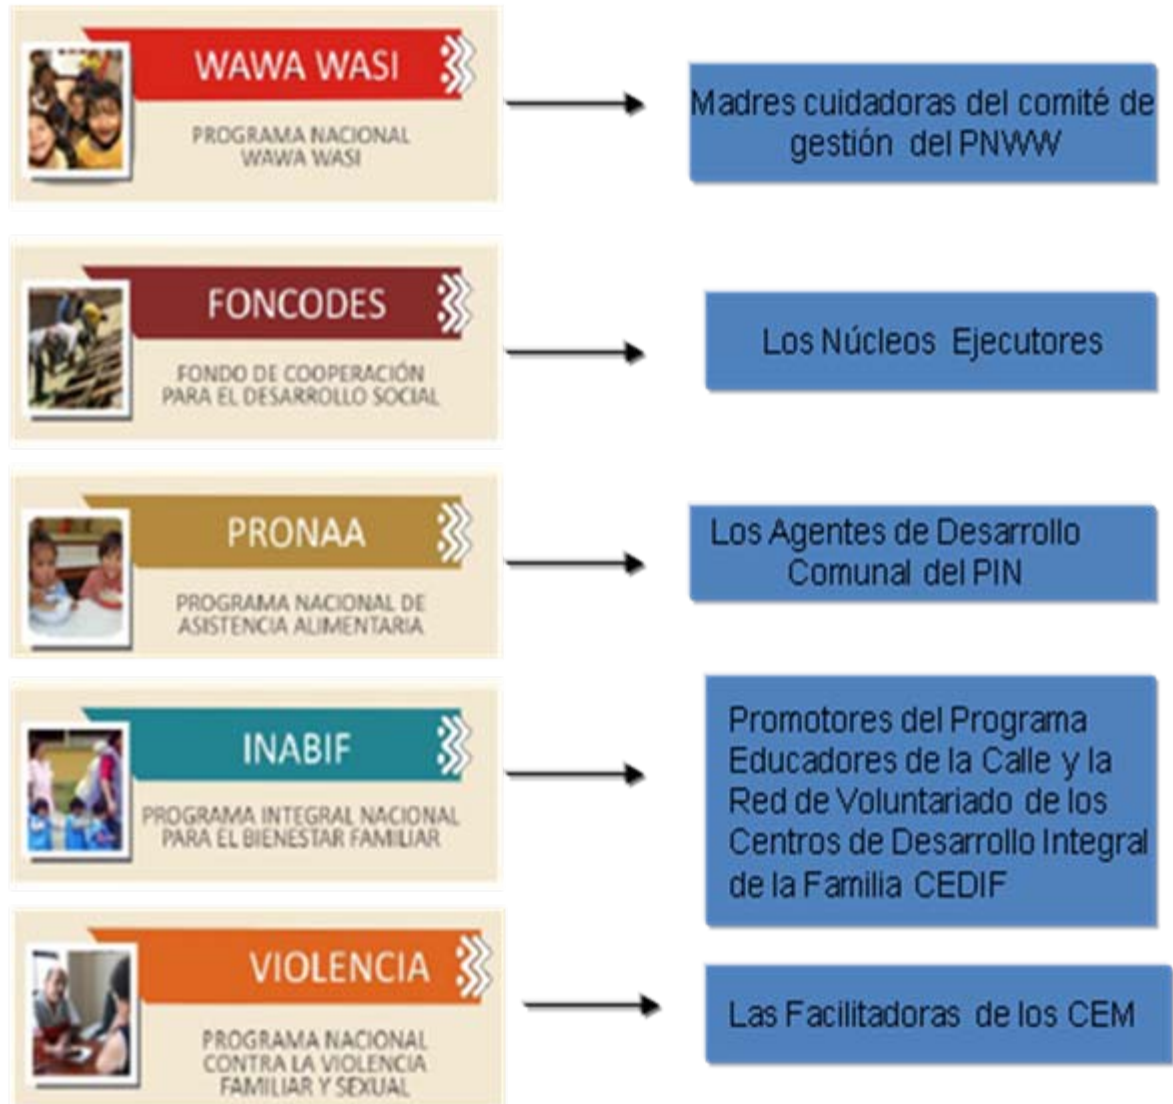 WAWA WASI
PROGRAMA NACIONAL
WAWA WASI
Madres cuidadoras del comité de
gestión del PNWW
FONCODES
FONDO DE COOPERACIÓN
PARA EL DESARROLLO SOCIAL
Los Núcleos Ejecutores
PRONAA
PROGRAMA NACIONAL DE
ASISTENCIA ALIMENTARIA
Los Agentes de Desarrollo
Comunal del PIN
INABIF
PROGRAMA INTEGRAL NACIONAL
PARA EL BIENESTAR FAMILIAR
Promotores del Programa
Educadores de la Calle y la
Red de Voluntariado de los
Centros de Desarrollo Integral
de la Familia CEDIF
VIOLENCIA
PROGRAMA NACIONAL
CONTRA LA VIOLENCIA
FAMILIAR Y SEXUAL
Las Facilitadoras de los CEM